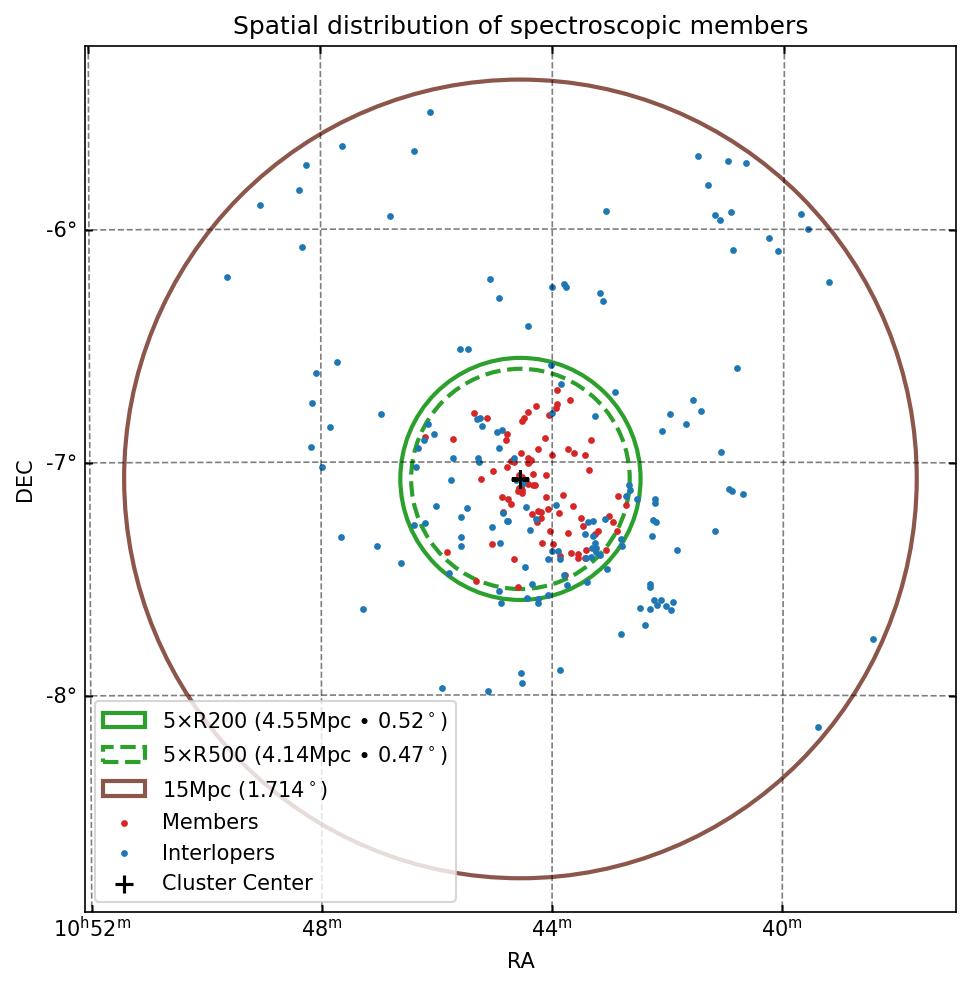 Spatial distribution of spectroscopic members
DEC
-6°
-7°
-8°
5×R200 (4.55Mpc • 0.52°)
5×R500 (4.14Mpc • 0.47°)
15Mpc (1.714°)
Members
Interlopers
Cluster Center
10ʰ52ᵐ 48ᵐ 44ᵐ 40ᵐ
RA